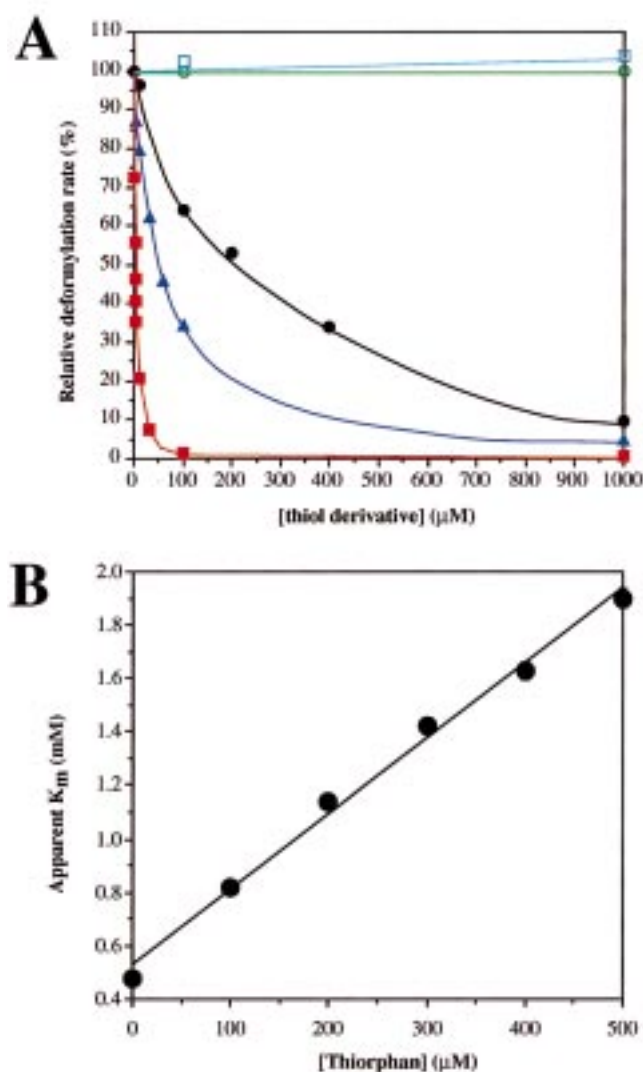 A
110
100
90
80
70
60
50
40
30
20
10
0
Relative deformylation rate (%)
0 100 200 300 400 500 600 700 800 900 1000
[thiol derivative] (µM)
B
2.0
1.8
1.6
1.4
1.2
1.0
0.8
0.6
0.4
Apparent Km (mM)
0 100 200 300 400 500
[Thiorphan] (µM)